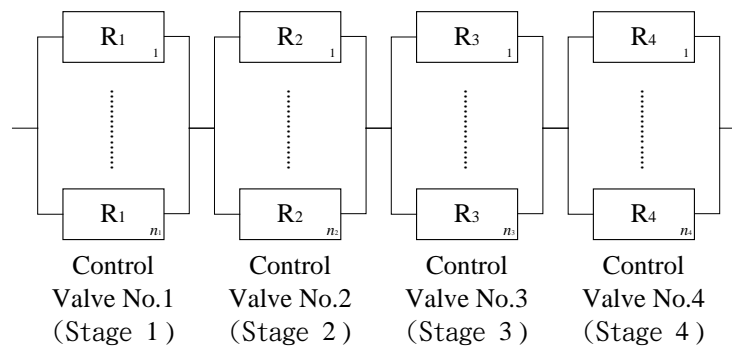 R1 1 R2 1 R3 1 R4 1
R1 n1 R2 n2 R3 n3 R4 n4
Control Control Control Control
Valve No.1 Valve No.2 Valve No.3 Valve No.4
(Stage 1) (Stage 2) (Stage 3) (Stage 4)